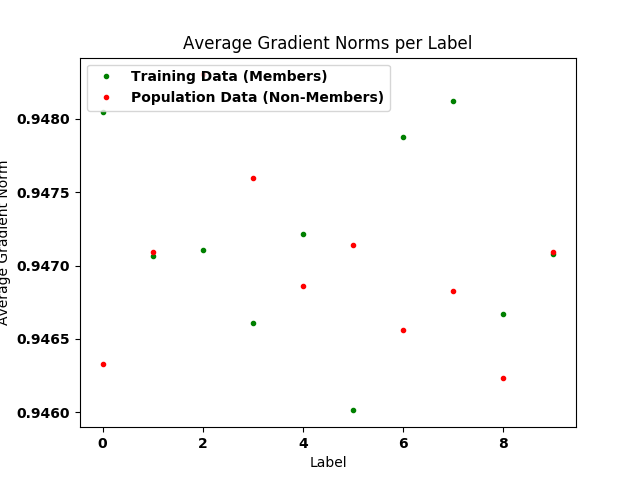 Average Gradient Norms per Label
Training Data (Members)
Population Data (Non-Members)
0.9480
0.9475
0.9470
0.9465
0.9460
Average Gradient Norm
0
2
4
6
8
Label